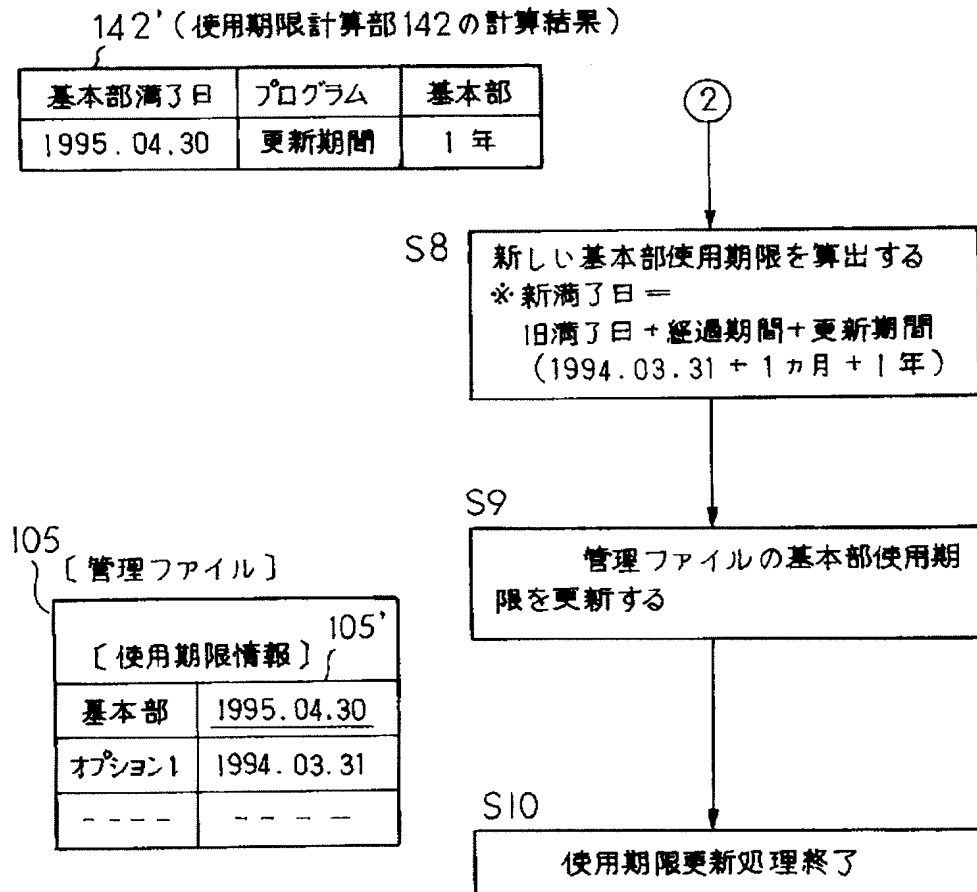 142'（使用期限計算部142の計算結果）
基本部満了日 プログラム 基本部
1995.04.30 更新期間 1年
②
S8
新しい基本部使用期限を算出する
※新満了日＝
旧満了日＋経過期間＋更新期間
（1994.03.31＋1ヵ月＋1年）
S9
管理ファイルの基本部使用期
限を更新する
105
〔管理ファイル〕
105'
〔使用期限情報〕
基本部 1995.04.30
オプション1 1994.03.31
---- ----
S10
使用期限更新処理終了